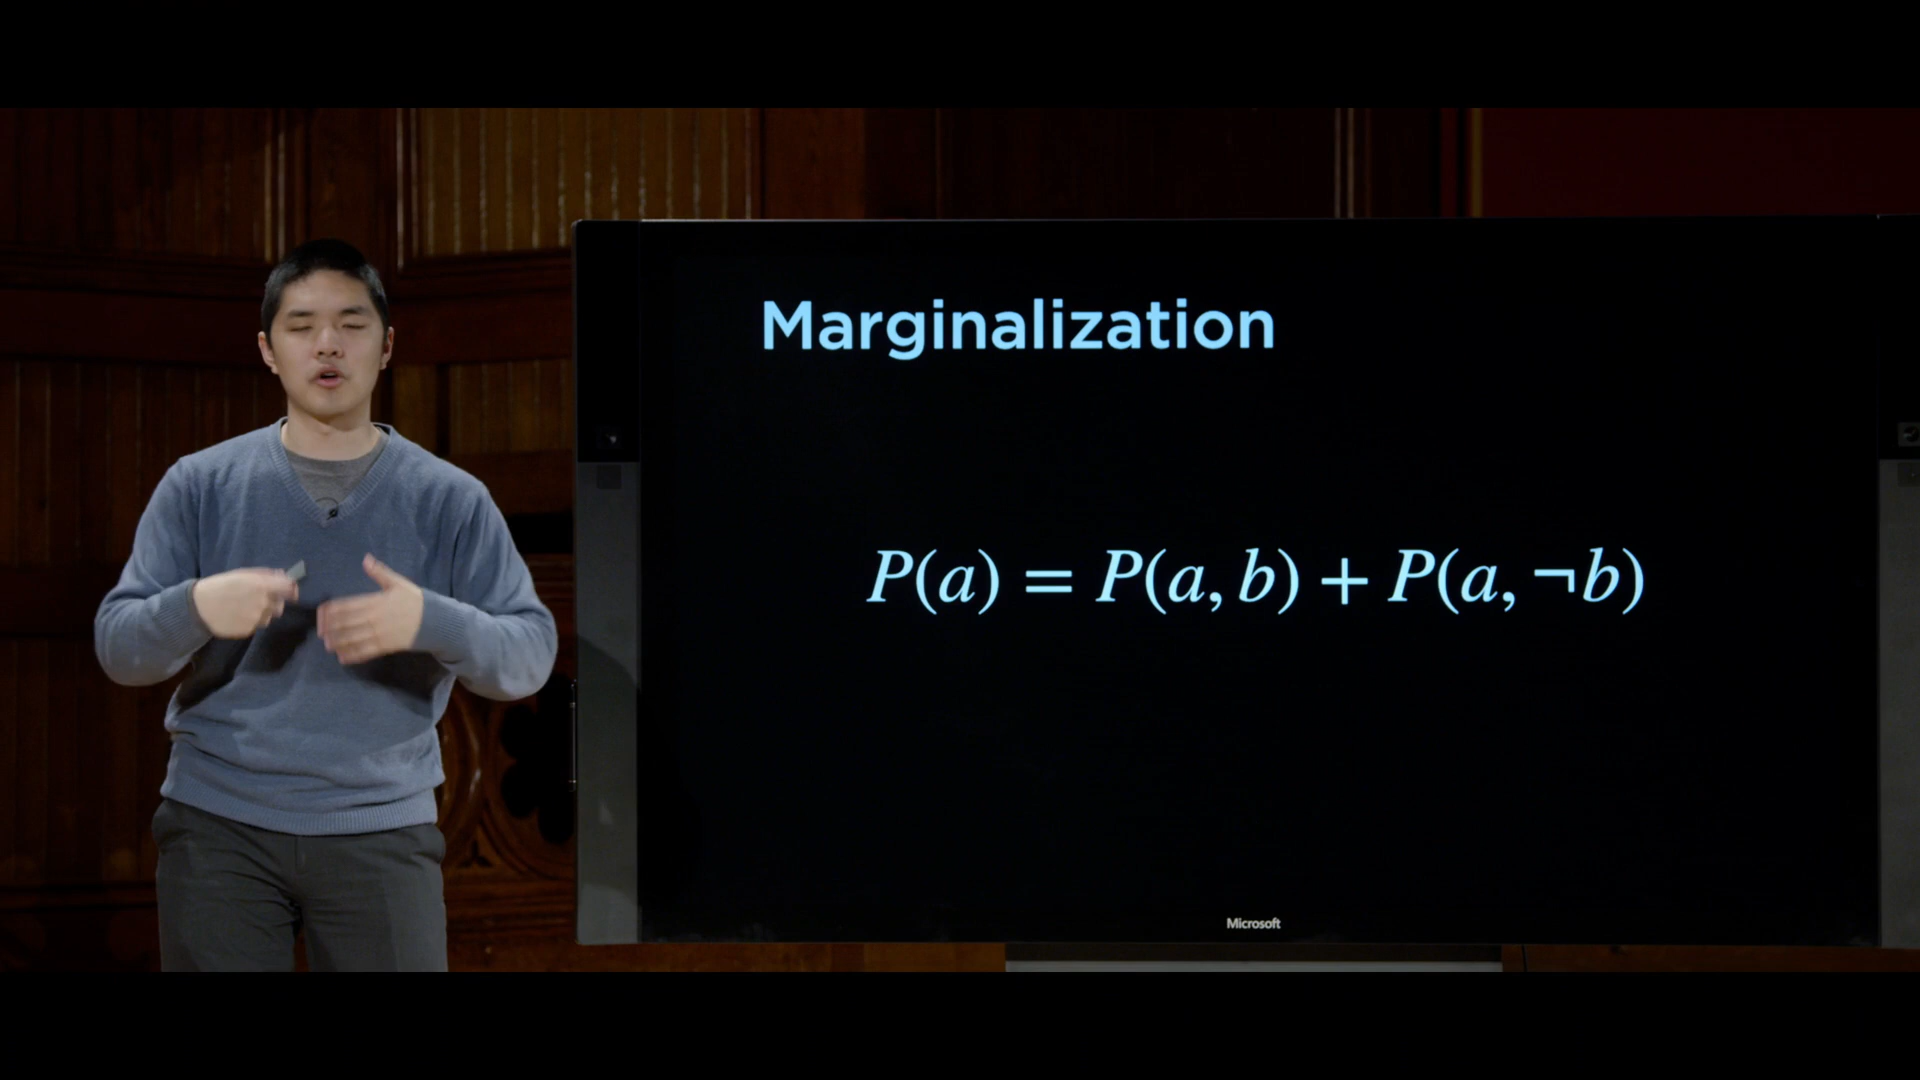 Marginalization
P(a) = P(a, b) + P(a, ¬b)
Microsoft